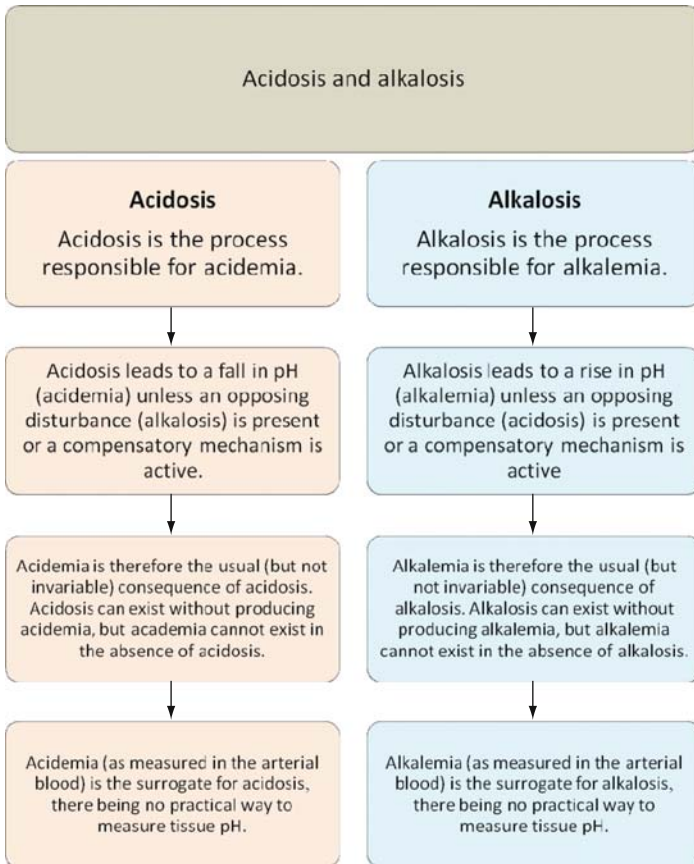 Acidosis and alkalosis
Acidosis
Acidosis is the process
responsible for acidemia.
Acidosis leads to a fall in pH
(acidemia) unless an opposing
disturbance (alkalosis) is present
or a compensatory mechanism is
active.
Acidemia is therefore the usual (but not
invariable) consequence of acidosis.
Acidosis can exist without producing
acidemia, but academia cannot exist in
the absence of acidosis.
Acidemia (as measured in the arterial
blood) is the surrogate for acidosis,
there being no practical way to
measure tissue pH.
Alkalosis
Alkalosis is the process
responsible for alkalemia.
Alkalosis leads to a rise in pH
(alkalemia) unless an opposing
disturbance (acidosis) is present
or a compensatory mechanism is
active
Alkalemia is therefore the usual (but
not invariable) consequence of
alkalosis. Alkalosis can exist without
producing alkalemia, but alkalemia
cannot exist in the absence of alkalosis.
Alkalemia (as measured in the arterial
blood) is the surrogate for alkalosis,
there being no practical way to
measure tissue pH.